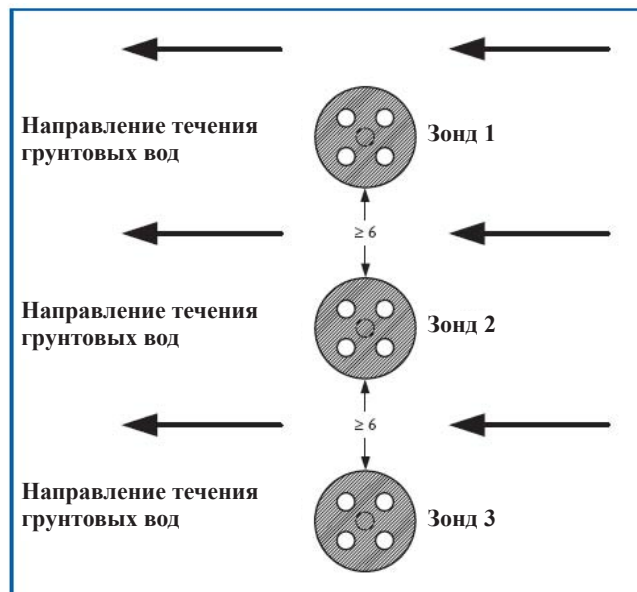 Направление течения
грунтовых вод
Зонд 1
≥ 6
Направление течения
грунтовых вод
Зонд 2
≥ 6
Направление течения
грунтовых вод
Зонд 3